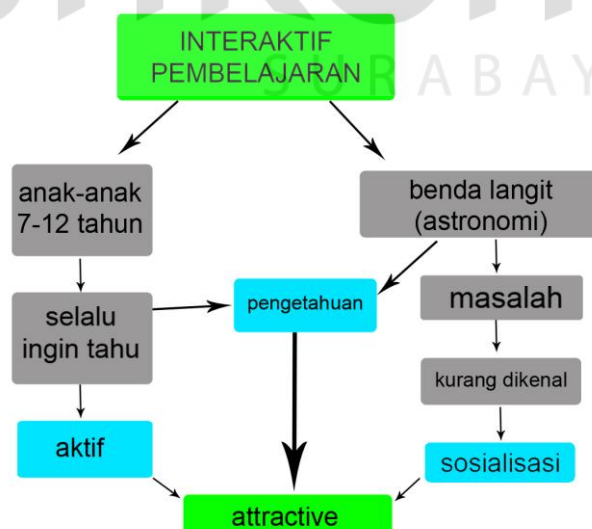 SURABAYA
INTERAKTIF
PEMBELAJARAN
anak-anak
7-12 tahun
benda langit
(astronomi)
selalu
ingin tahu
pengetahuan
masalah
kurang dikenal
aktif
sosialisasi
attractive